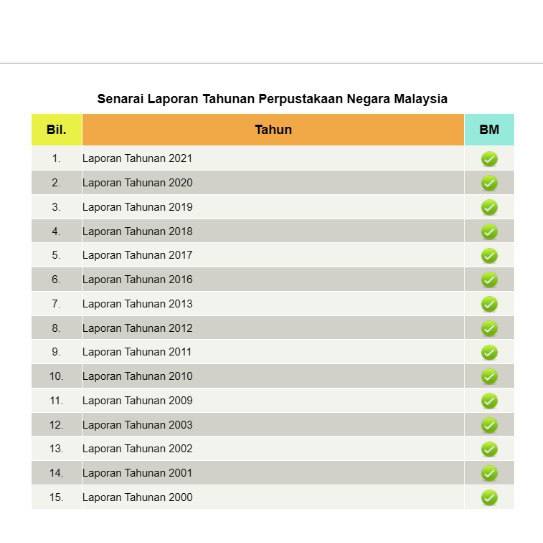 Senarai Laporan Tahunan Perpustakaan Negara Malaysia
Bil. Tahun BM
1. Laporan Tahunan 2021
2. Laporan Tahunan 2020
3. Laporan Tahunan 2019
4. Laporan Tahunan 2018
5. Laporan Tahunan 2017
6. Laporan Tahunan 2016
7. Laporan Tahunan 2013
8. Laporan Tahunan 2012
9. Laporan Tahunan 2011
10. Laporan Tahunan 2010
11. Laporan Tahunan 2009
12. Laporan Tahunan 2003
13. Laporan Tahunan 2002
14. Laporan Tahunan 2001
15. Laporan Tahunan 2000